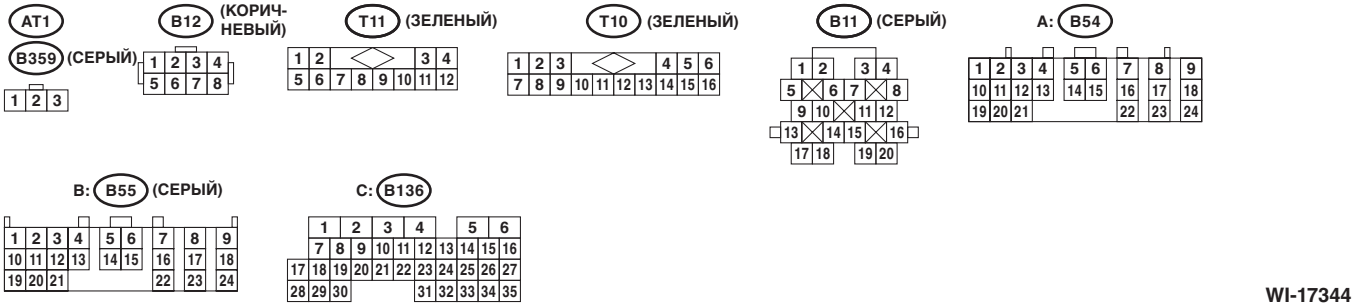 AT1
B359 (СЕРЫЙ)
1 2 3
B12 (КОРИЧ-
НЕВЫЙ)
1 2 3 4
5 6 7 8
T11 (ЗЕЛЕНЫЙ)
1 2 3 4
5 6 7 8 9 10 11 12
T10 (ЗЕЛЕНЫЙ)
1 2 3 4 5 6
7 8 9 10 11 12 13 14 15 16
B11 (СЕРЫЙ)
1 2 3 4
5 6 7 8
9 10 11 12
13 14 15 16
17 18 19 20
A: B54
1 2 3 4 5 6 7 8 9
10 11 12 13 14 15 16 17 18
19 20 21 22 23 24
B: B55 (СЕРЫЙ)
1 2 3 4 5 6 7 8 9
10 11 12 13 14 15 16 17 18
19 20 21 22 23 24
C: B136
1 2 3 4 5 6
7 8 9 10 11 12 13 14 15 16
17 18 19 20 21 22 23 24 25 26 27
28 29 30 31 32 33 34 35
WI-17344